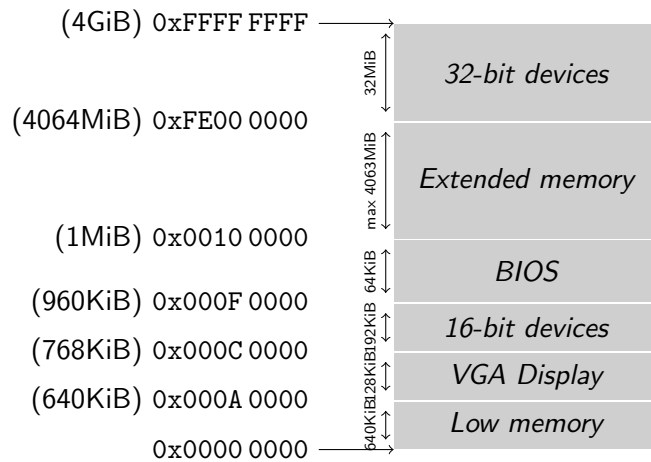 (4GiB) 0xFFFF FFFF
32MiB
32-bit devices
(4064MiB) 0xFE00 0000
max 4063MiB
Extended memory
(1MiB) 0x0010 0000
64KiB
BIOS
(960KiB) 0x000F 0000
192KiB
16-bit devices
(768KiB) 0x000C 0000
128KiB
VGA Display
(640KiB) 0x000A 0000
640KiB
Low memory
0x0000 0000